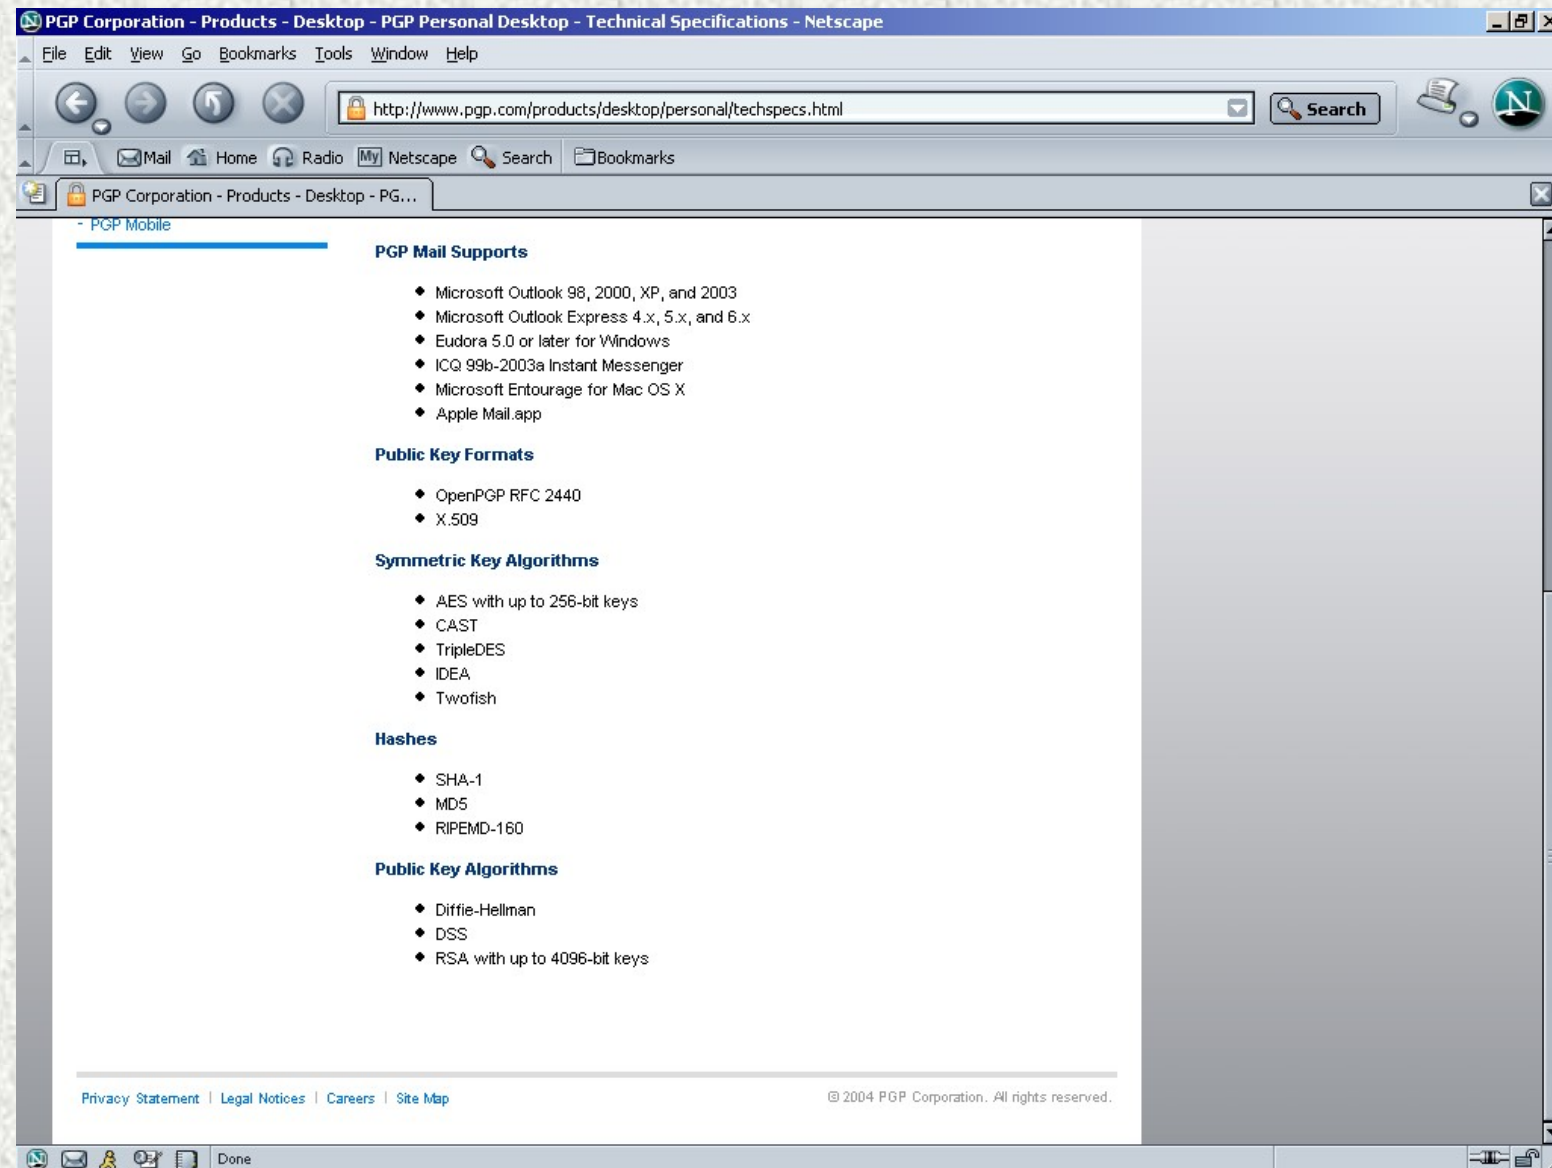 PGP Corporation - Products - Desktop - PGP Personal Desktop - Technical Specifications - Netscape
File Edit View Go Bookmarks Tools Window Help
http://www.pgp.com/products/desktop/personal/techspecs.html
Search
N
Mail Home Radio My Netscape Search Bookmarks
PGP Corporation - Products - Desktop - PG...
- PGP Mobile
PGP Mail Supports
Microsoft Outlook 98, 2000, XP, and 2003
Microsoft Outlook Express 4.x, 5.x, and 6.x
Eudora 5.0 or later for Windows
ICQ 99b-2003a Instant Messenger
Microsoft Entourage for Mac OS X
Apple Mail.app
Public Key Formats
OpenPGP RFC 2440
X.509
Symmetric Key Algorithms
AES with up to 256-bit keys
CAST
TripleDES
IDEA
Twofish
Hashes
SHA-1
MD5
RIPEMD-160
Public Key Algorithms
Diffie-Hellman
DSS
RSA with up to 4096-bit keys
Privacy Statement | Legal Notices | Careers | Site Map
© 2004 PGP Corporation. All rights reserved.
Done